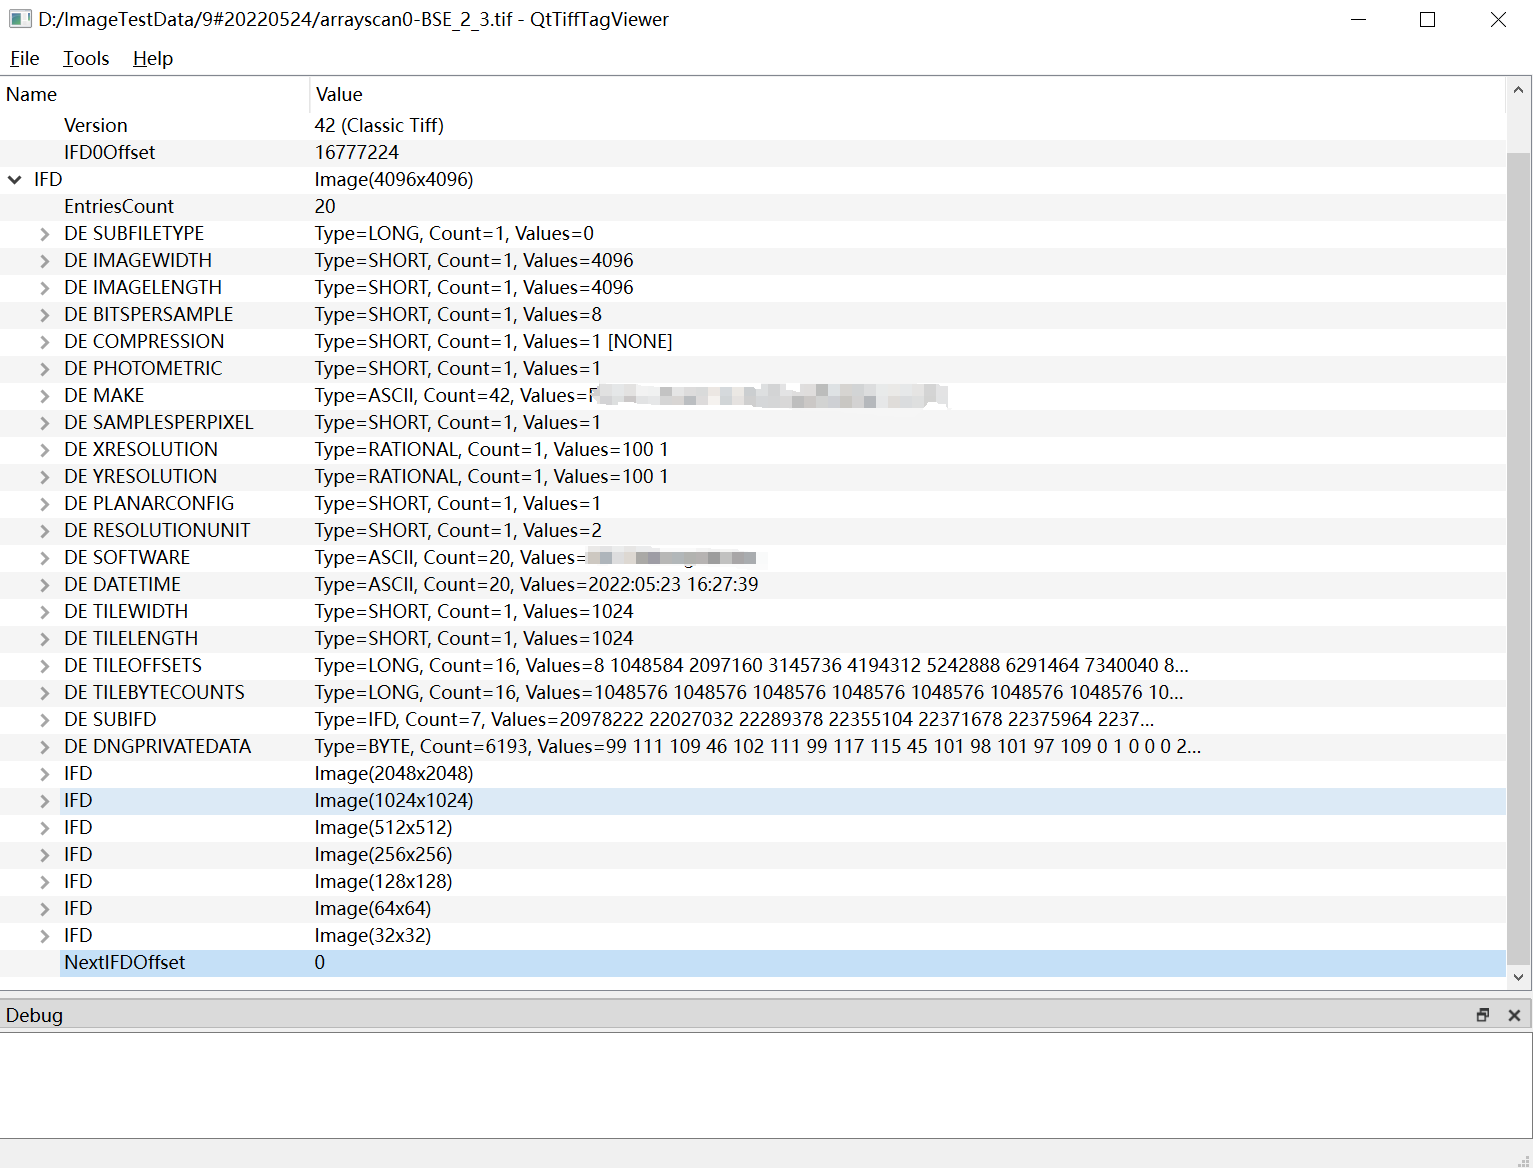 D:/ImageTestData/9#20220524/arrayscan0-BSE_2_3.tif - QtTiffTagViewer
File Tools Help
Name Value
Version 42 (Classic Tiff)
IFD0Offset 16777224
IFD Image(4096x4096)
EntriesCount 20
DE SUBFILETYPE Type=LONG, Count=1, Values=0
DE IMAGEWIDTH Type=SHORT, Count=1, Values=4096
DE IMAGELENGTH Type=SHORT, Count=1, Values=4096
DE BITSPERSAMPLE Type=SHORT, Count=1, Values=8
DE COMPRESSION Type=SHORT, Count=1, Values=1 [NONE]
DE PHOTOMETRIC Type=SHORT, Count=1, Values=1
DE MAKE Type=ASCII, Count=42, Values=
DE SAMPLESPERPIXEL Type=SHORT, Count=1, Values=1
DE XRESOLUTION Type=RATIONAL, Count=1, Values=100 1
DE YRESOLUTION Type=RATIONAL, Count=1, Values=100 1
DE PLANARCONFIG Type=SHORT, Count=1, Values=1
DE RESOLUTIONUNIT Type=SHORT, Count=1, Values=2
DE SOFTWARE Type=ASCII, Count=20, Values=
DE DATETIME Type=ASCII, Count=20, Values=2022:05:23 16:27:39
DE TILEWIDTH Type=SHORT, Count=1, Values=1024
DE TILELENGTH Type=SHORT, Count=1, Values=1024
DE TILEOFFSETS Type=LONG, Count=16, Values=8 1048584 2097160 3145736 4194312 5242888 6291464 7340040 8...
DE TILEBYTECOUNTS Type=LONG, Count=16, Values=1048576 1048576 1048576 1048576 1048576 1048576 1048576 10...
DE SUBIFD Type=IFD, Count=7, Values=20978222 22027032 22289378 22355104 22371678 22375964 2237...
DE DNGPRIVATEDATA Type=BYTE, Count=6193, Values=99 111 109 46 102 111 99 117 115 45 101 98 101 97 109 0 1 0 0 0 2...
IFD Image(2048x2048)
IFD Image(1024x1024)
IFD Image(512x512)
IFD Image(256x256)
IFD Image(128x128)
IFD Image(64x64)
IFD Image(32x32)
NextIFDOffset 0
Debug